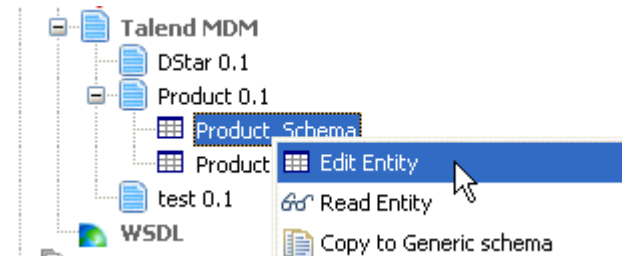 Talend MDM
DStar 0.1
Product 0.1
Product_Schema
Product
Edit Entity
test 0.1
Read Entity
WSDL
Copy to Generic schema